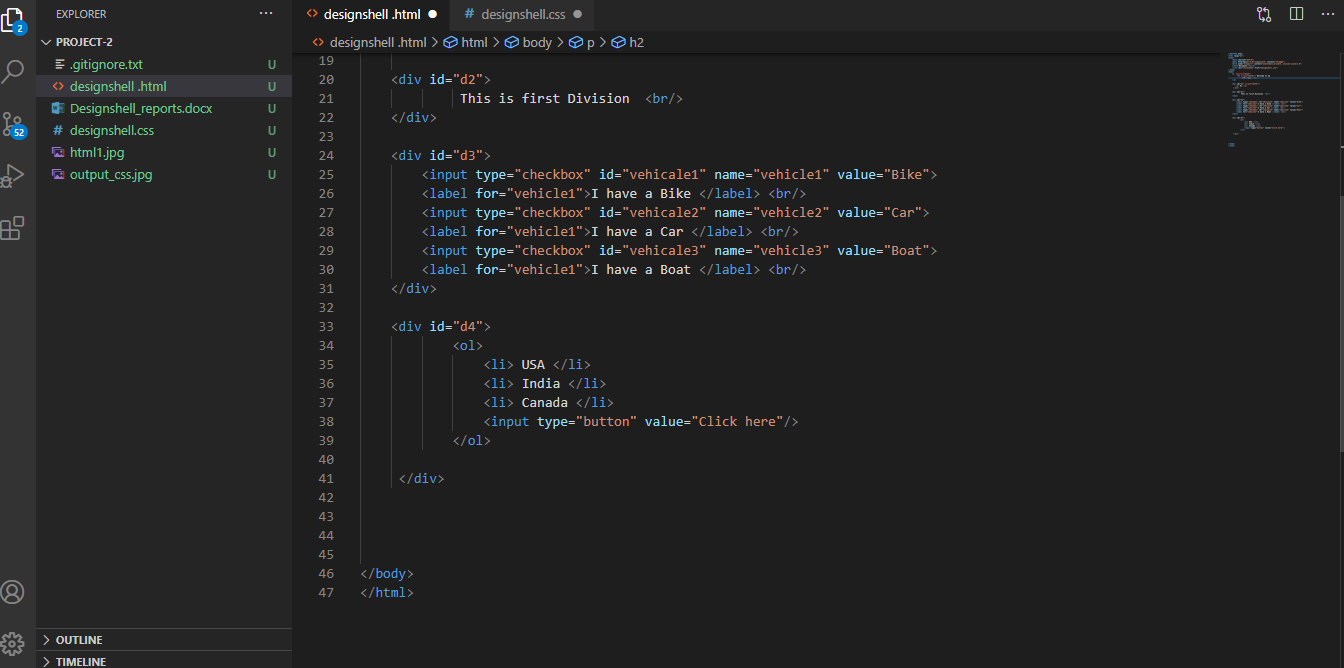 EXPLORER
PROJECT-2
.gitignore.txt U
designshell .html U
Designshell_reports.docx U
designshell.css U
html1.jpg U
output_css.jpg U
OUTLINE
TIMELINE
2
52
designshell .html
# designshell.css
designshell .html > html > body > p > h2
19
20 <div id="d2">
21 This is first Division <br/>
22 </div>
23
24 <div id="d3">
25 <input type="checkbox" id="vehicale1" name="vehicle1" value="Bike">
26 <label for="vehicle1">I have a Bike </label> <br/>
27 <input type="checkbox" id="vehicale2" name="vehicle2" value="Car">
28 <label for="vehicle1">I have a Car </label> <br/>
29 <input type="checkbox" id="vehicale3" name="vehicle3" value="Boat">
30 <label for="vehicle1">I have a Boat </label> <br/>
31 </div>
32
33 <div id="d4">
34 <ol>
35 <li> USA </li>
36 <li> India </li>
37 <li> Canada </li>
38 <input type="button" value="Click here"/>
39 </ol>
40
41 </div>
42
43
44
45
46 </body>
47 </html>